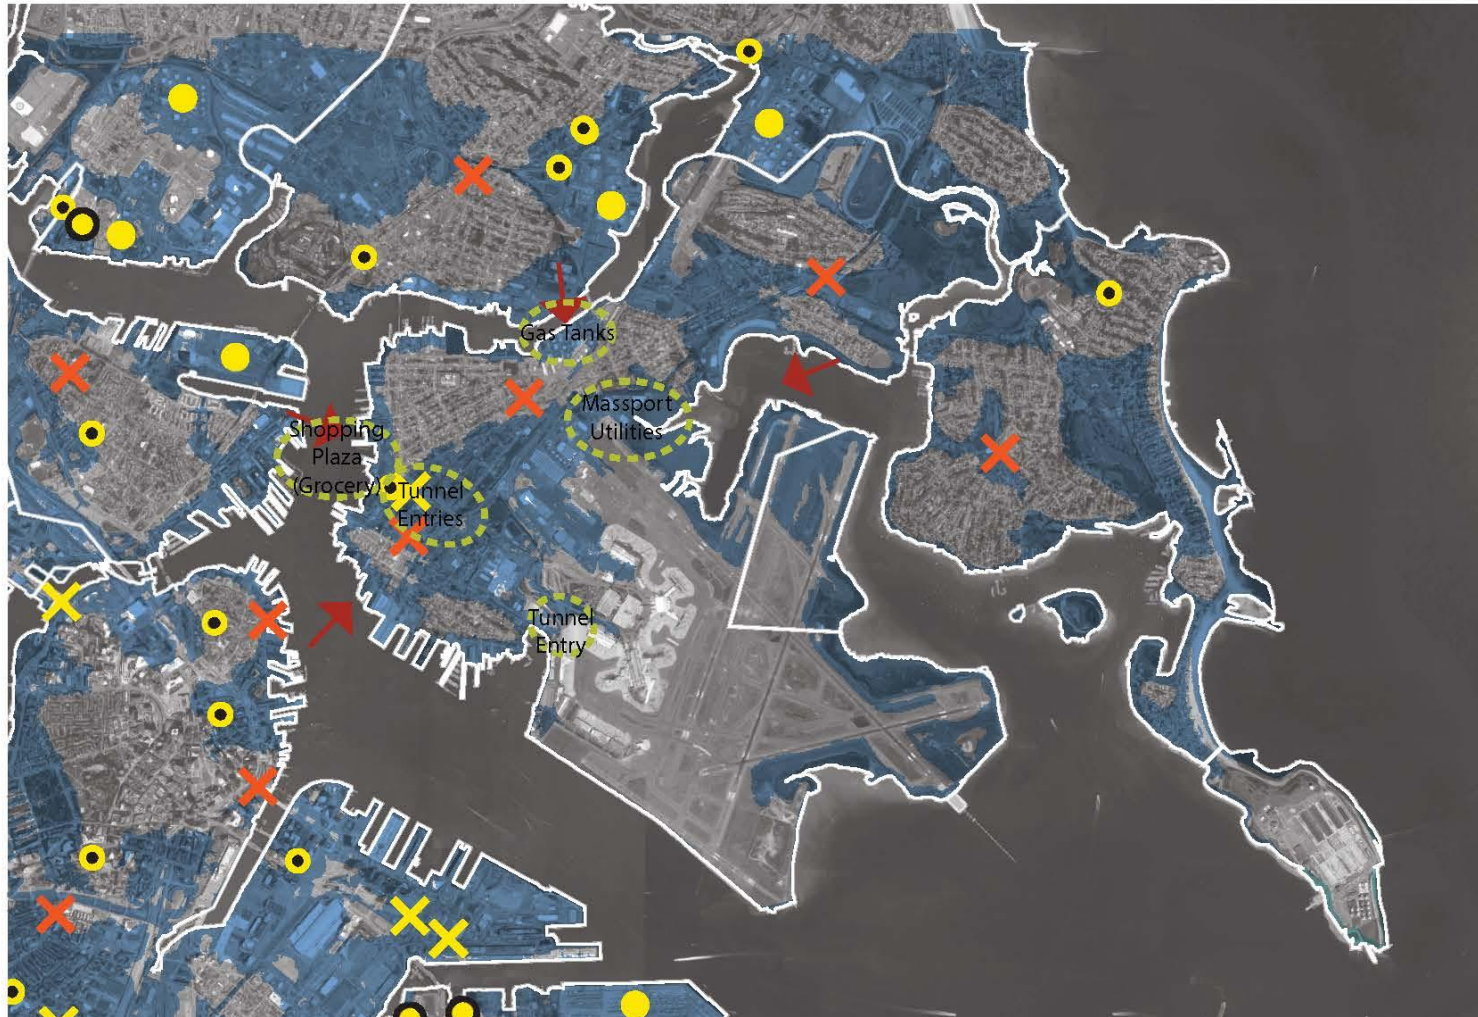 Gas Tanks
Massport
Utilities
Shopping
Plaza
(Grocery)
Tunnel
Entries
Tunnel
Entry